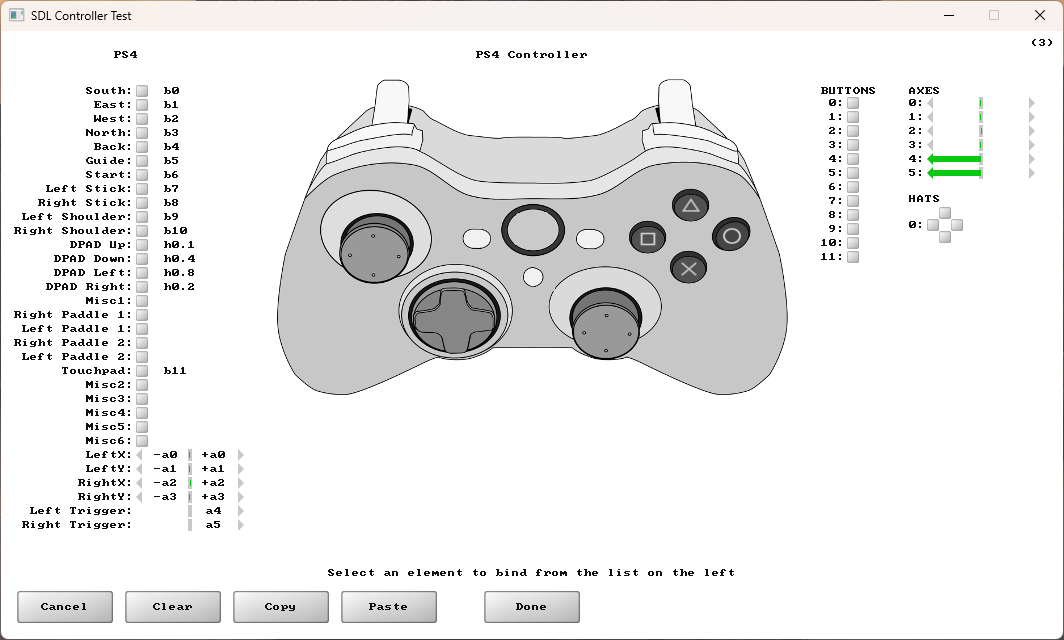 SDL Controller Test
(3)
PS4
PS4 Controller
South: b0
East: b1
West: b2
North: b3
Back: b4
Guide: b5
Start: b6
Left Stick: b7
Right Stick: b8
Left Shoulder: b9
Right Shoulder: b10
DPAD Up: h0.1
DPAD Down: h0.4
DPAD Left: h0.8
DPAD Right: h0.2
Misc1:
Right Paddle 1:
Left Paddle 1:
Right Paddle 2:
Left Paddle 2:
Touchpad: b11
Misc2:
Misc3:
Misc4:
Misc5:
Misc6:
LeftX: -a0 +a0
LeftY: -a1 +a1
RightX: -a2 +a2
RightY: -a3 +a3
Left Trigger: a4
Right Trigger: a5
BUTTONS
0:
1:
2:
3:
4:
5:
6:
7:
8:
9:
10:
11:
AXES
0:
1:
2:
3:
4:
5:
HATS
0:
Select an element to bind from the list on the left
Cancel
Clear
Copy
Paste
Done